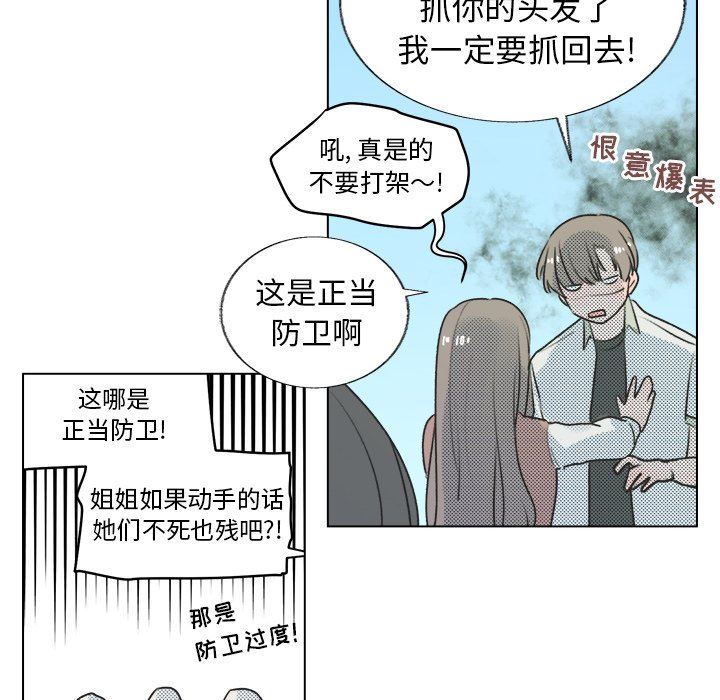 抓你的头发了
我一定要抓回去!
吼,真是的
不要打架～!
恨意爆表
这是正当
防卫啊
这哪是
正当防卫!
姐姐如果动手的话
她们不死也残吧?!
那是
防卫过度!